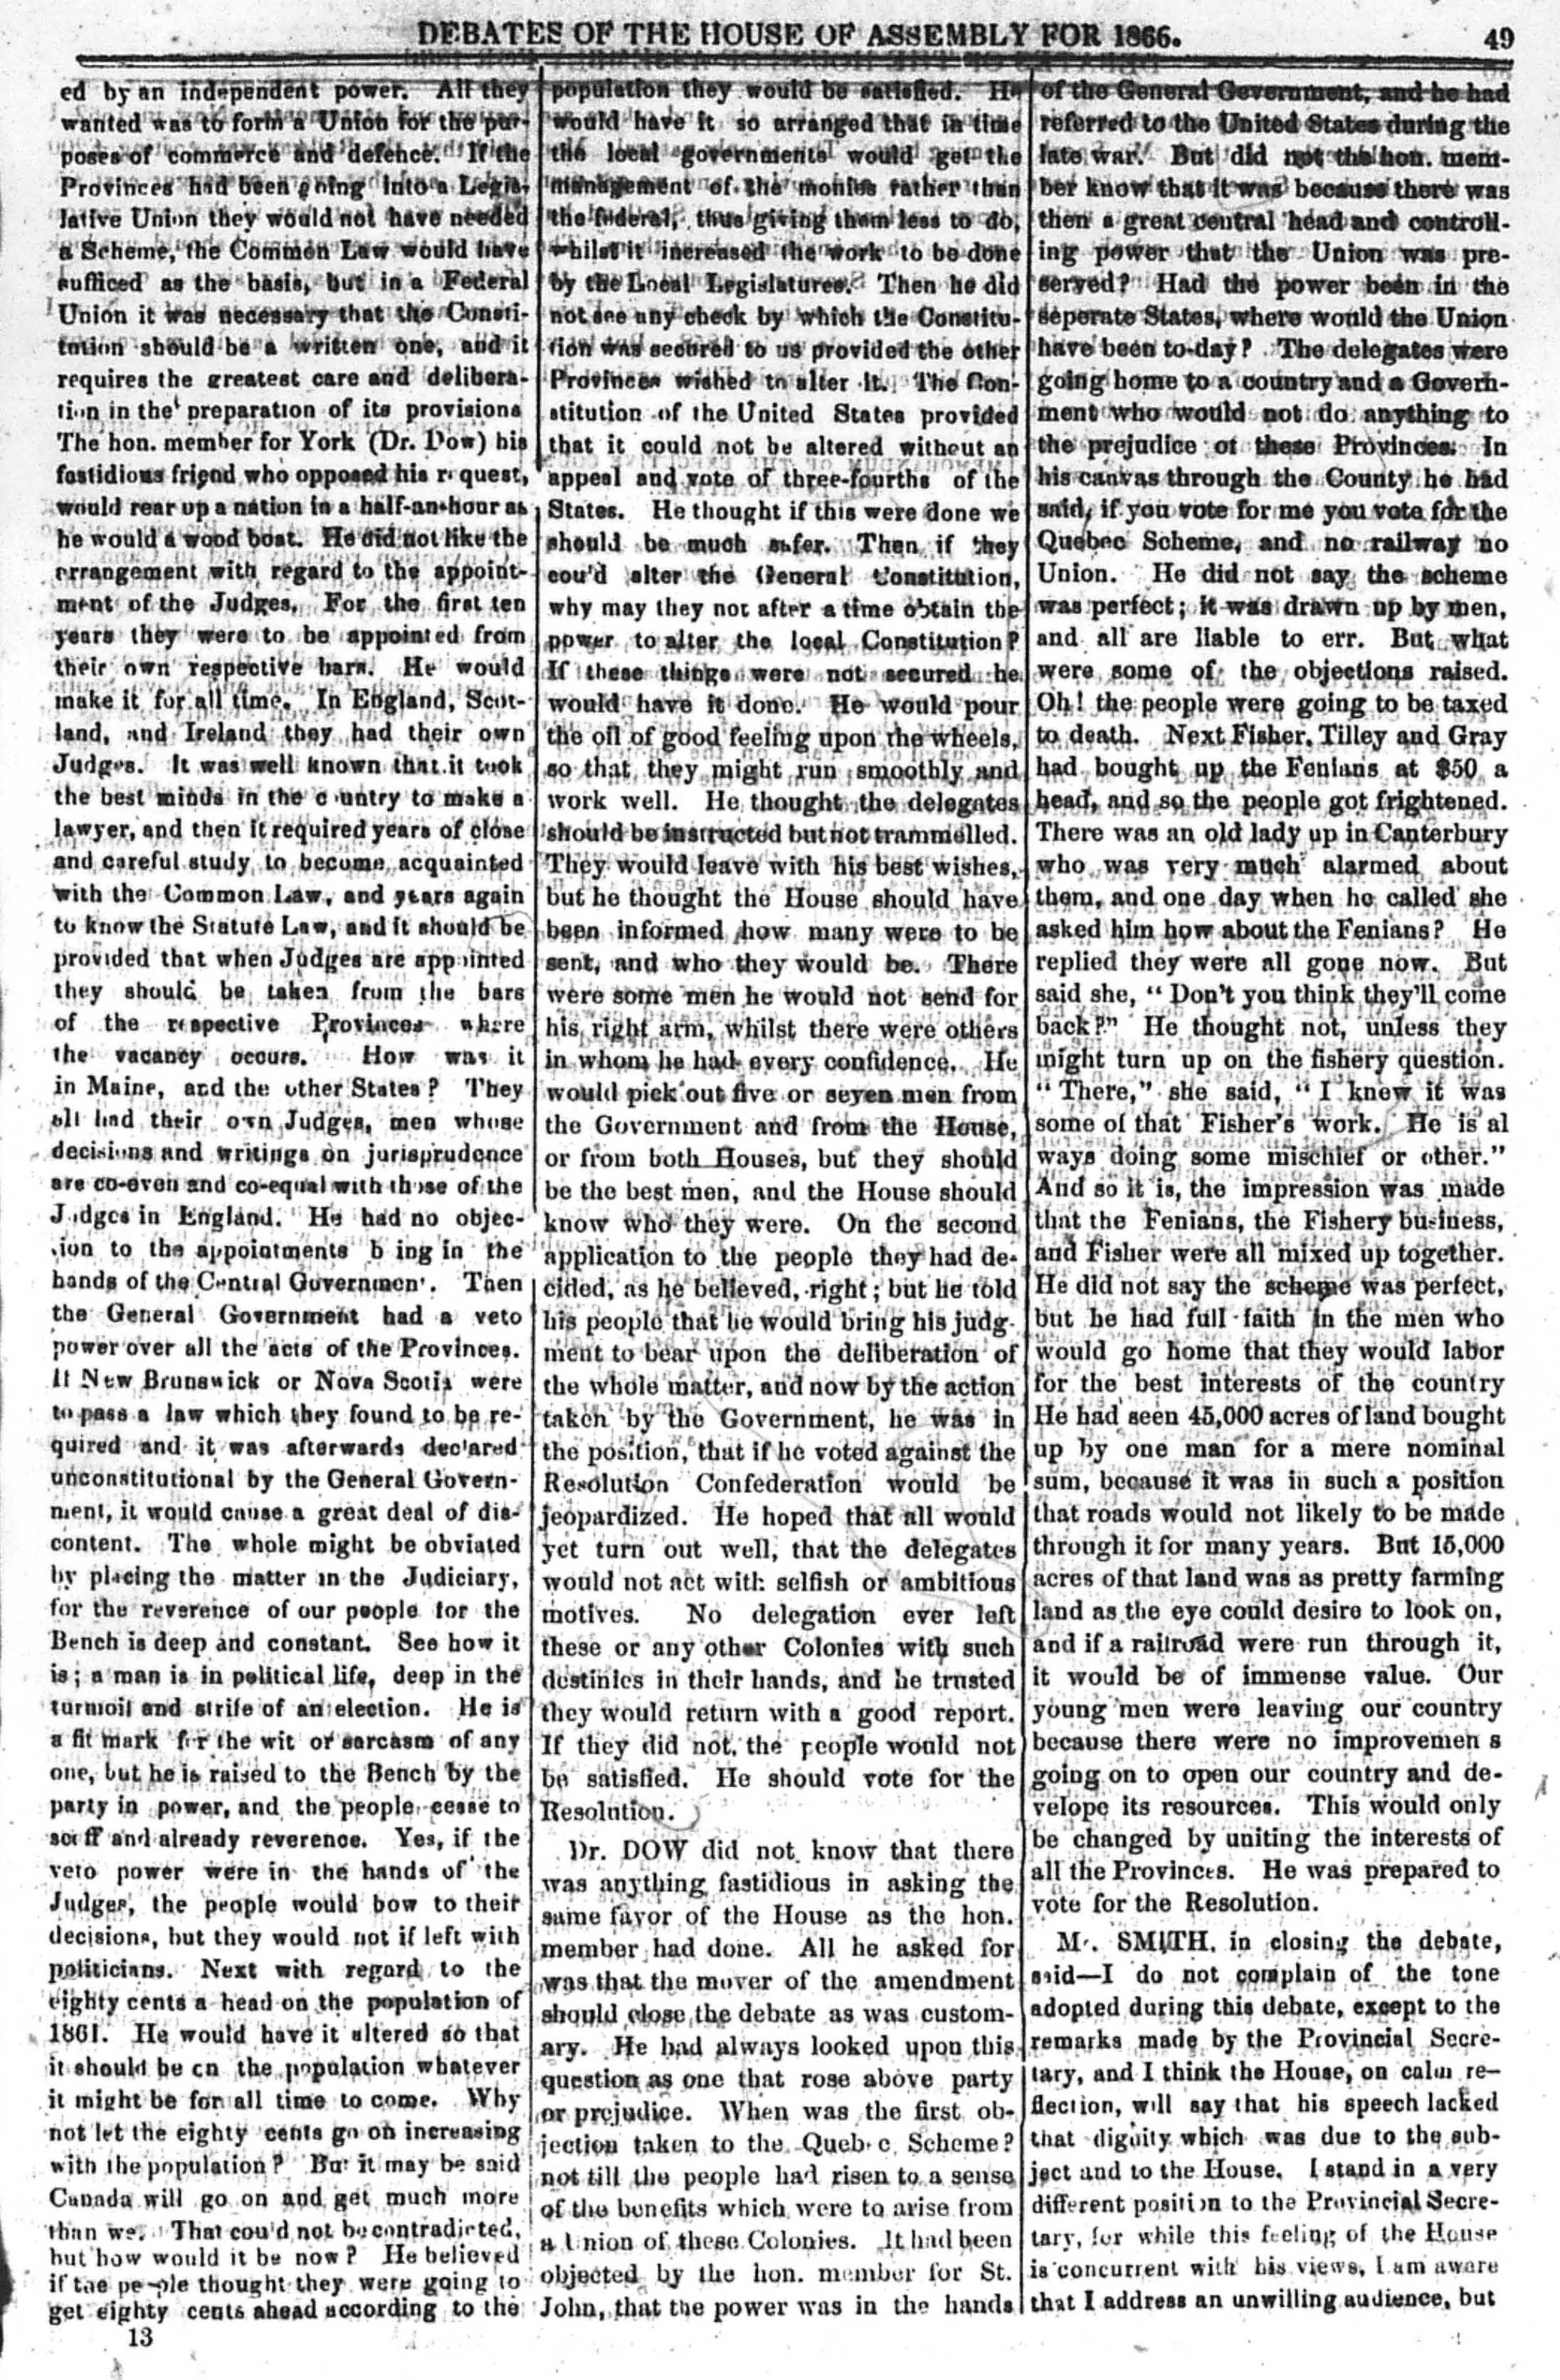 DEBATES OF THE HOUSE OF ASSEMBLY FOR 1866.
49
ed by an independent power. All they
wanted was to form a Union for the pur-
poses of commerce and defence. If the
Provinces had been going into a Legis-
lative Union they would not have needed
a Scheme, the Common Law would have
sufficed as the basis, but in a Federal
Union it was necessary that the Consti-
tution should be a written one, and it
requires the greatest care and delibera-
tion in the preparation of its provisions
The hon. member for York (Dr. Dow) his
fastidious friend who opposed his request,
would rear up a nation in a half-an-hour as
he would a wood boat. He did not like the
arrangement with regard to the appoint-
ment of the Judges. For the first ten
years they were to be appointed from
their own respective bars. He would
make it for all time. In England, Scot-
land, and Ireland they had their own
Judges. It was well known that it took
the best minds in the country to make a
lawyer, and then it required years of close
and careful study to become acquainted
with the Common Law, and years again
to know the Statute Law, and it should be
provided that when Judges are appointed
they should be taken from the bars
of the respective Provinces where
the vacancy occurs. How was it
in Maine, and the other States? They
all had their own Judges, men whose
decisions and writings on jurisprudence
are co-even and co-equal with those of the
Judges in England. He had no objec-
tion to the appointments being in the
hands of the Central Government. Then
the General Government had a veto
power over all the acts of the Provinces.
If New Brunswick or Nova Scotia were
to pass a law which they found to be re-
quired and it was afterwards declared
unconstitutional by the General Govern-
ment, it would cause a great deal of dis-
content. The whole might be obviated
by placing the matter in the Judiciary,
for the reverence of our people for the
Bench is deep and constant. See how it
is; a man is in political life, deep in the
turmoil and strife of an election. He is
a fit mark for the wit or sarcasm of any
one, but he is raised to the Bench by the
party in power, and the people cease to
scoff and already reverence. Yes, if the
veto power were in the hands of the
Judges, the people would bow to their
decisions, but they would not if left with
politicians. Next with regard to the
eighty cents a head on the population of
1861. He would have it altered so that
it should be on the population whatever
it might be for all time to come. Why
not let the eighty cents go on increasing
with the population? But it may be said
Canada will go on and get much more
than we. That cou'd not be contradicted,
but how would it be now? He believed
if the people thought they were going to
get eighty cents ahead according to the
13
population they would be satisfied. He
would have it so arranged that in time
the local governments would get the
management of the monies rather than
the federal, thus giving them less to do,
whilst it increased the work to be done
by the Local Legislatures. Then he did
not see any check by which the Constitu-
tion was secured to us provided the other
Provinces wished to alter it. The Con-
stitution of the United States provided
that it could not be altered without an
appeal and vote of three-fourths of the
States. He thought if this were done we
should be much safer. Then if they
cou'd alter the General Constitution,
why may they not after a time obtain the
power to alter the local Constitution?
If these things were not secured he
would have it done. He would pour
the oil of good feeling upon the wheels,
so that they might run smoothly and
work well. He thought the delegates
should be instructed but not trammelled.
They would leave with his best wishes,
but he thought the House should have
been informed how many were to be
sent, and who they would be. There
were some men he would not send for
his right arm, whilst there were others
in whom he had every confidence. He
would pick out five or seven men from
the Government and from the House,
or from both Houses, but they should
be the best men, and the House should
know who they were. On the second
application to the people they had de-
cided, as he believed, right; but he told
his people that he would bring his judg-
ment to bear upon the deliberation of
the whole matter, and now by the action
taken by the Government, he was in
the position, that if he voted against the
Resolution Confederation would be
jeopardized. He hoped that all would
yet turn out well, that the delegates
would not act with selfish or ambitious
motives. No delegation ever left
these or any other Colonies with such
destinies in their hands, and he trusted
they would return with a good report.
If they did not, the people would not
be satisfied. He should vote for the
Resolution.
Dr. DOW did not know that there
was anything fastidious in asking the
same favor of the House as the hon.
member had done. All he asked for
was that the mover of the amendment
should close the debate as was custom-
ary. He had always looked upon this
question as one that rose above party
or prejudice. When was the first ob-
jection taken to the Quebec Scheme?
not till the people had risen to a sense
of the benefits which were to arise from
a Union of these Colonies. It had been
objected by the hon. member for St.
John, that the power was in the hands
of the General Government, and he had
referred to the United States during the
late war. But did not the hon. mem-
ber know that it was because there was
then a great central head and controll-
ing power that the Union was pre-
served? Had the power been in the
seperate States, where would the Union
have been to-day? The delegates were
going home to a country and a Govern-
ment who would not do anything to
the prejudice of these Provinces. In
his canvas through the County he had
said, if you vote for me you vote for the
Quebec Scheme, and no railway no
Union. He did not say the scheme
was perfect; it was drawn up by men,
and all are liable to err. But what
were some of the objections raised.
Oh! the people were going to be taxed
to death. Next Fisher, Tilley and Gray
had bought up the Fenians at $50 a
head, and so the people got frightened.
There was an old lady up in Canterbury
who was very much alarmed about
them, and one day when he called she
asked him how about the Fenians? He
replied they were all gone now. But
said she, "Don't you think they'll come
back?" He thought not, unless they
might turn up on the fishery question.
"There," she said, "I knew it was
some of that Fisher's work. He is al
ways doing some mischief or other."
And so it is, the impression was made
that the Fenians, the Fishery business,
and Fisher were all mixed up together.
He did not say the scheme was perfect,
but he had full faith in the men who
would go home that they would labor
for the best interests of the country
He had seen 45,000 acres of land bought
up by one man for a mere nominal
sum, because it was in such a position
that roads would not likely to be made
through it for many years. But 15,000
acres of that land was as pretty farming
land as the eye could desire to look on,
and if a railroad were run through it,
it would be of immense value. Our
young men were leaving our country
because there were no improvemen s
going on to open our country and de-
velope its resources. This would only
be changed by uniting the interests of
all the Provinces. He was prepared to
vote for the Resolution.
Mr. SMITH, in closing the debate,
said—I do not complain of the tone
adopted during this debate, except to the
remarks made by the Provincial Secre-
tary, and I think the House, on calm re-
flection, will say that his speech lacked
that dignity which was due to the sub-
ject and to the House. I stand in a very
different position to the Provincial Secre-
tary, for while this feeling of the House
is concurrent with his views, I am aware
that I address an unwilling audience, but